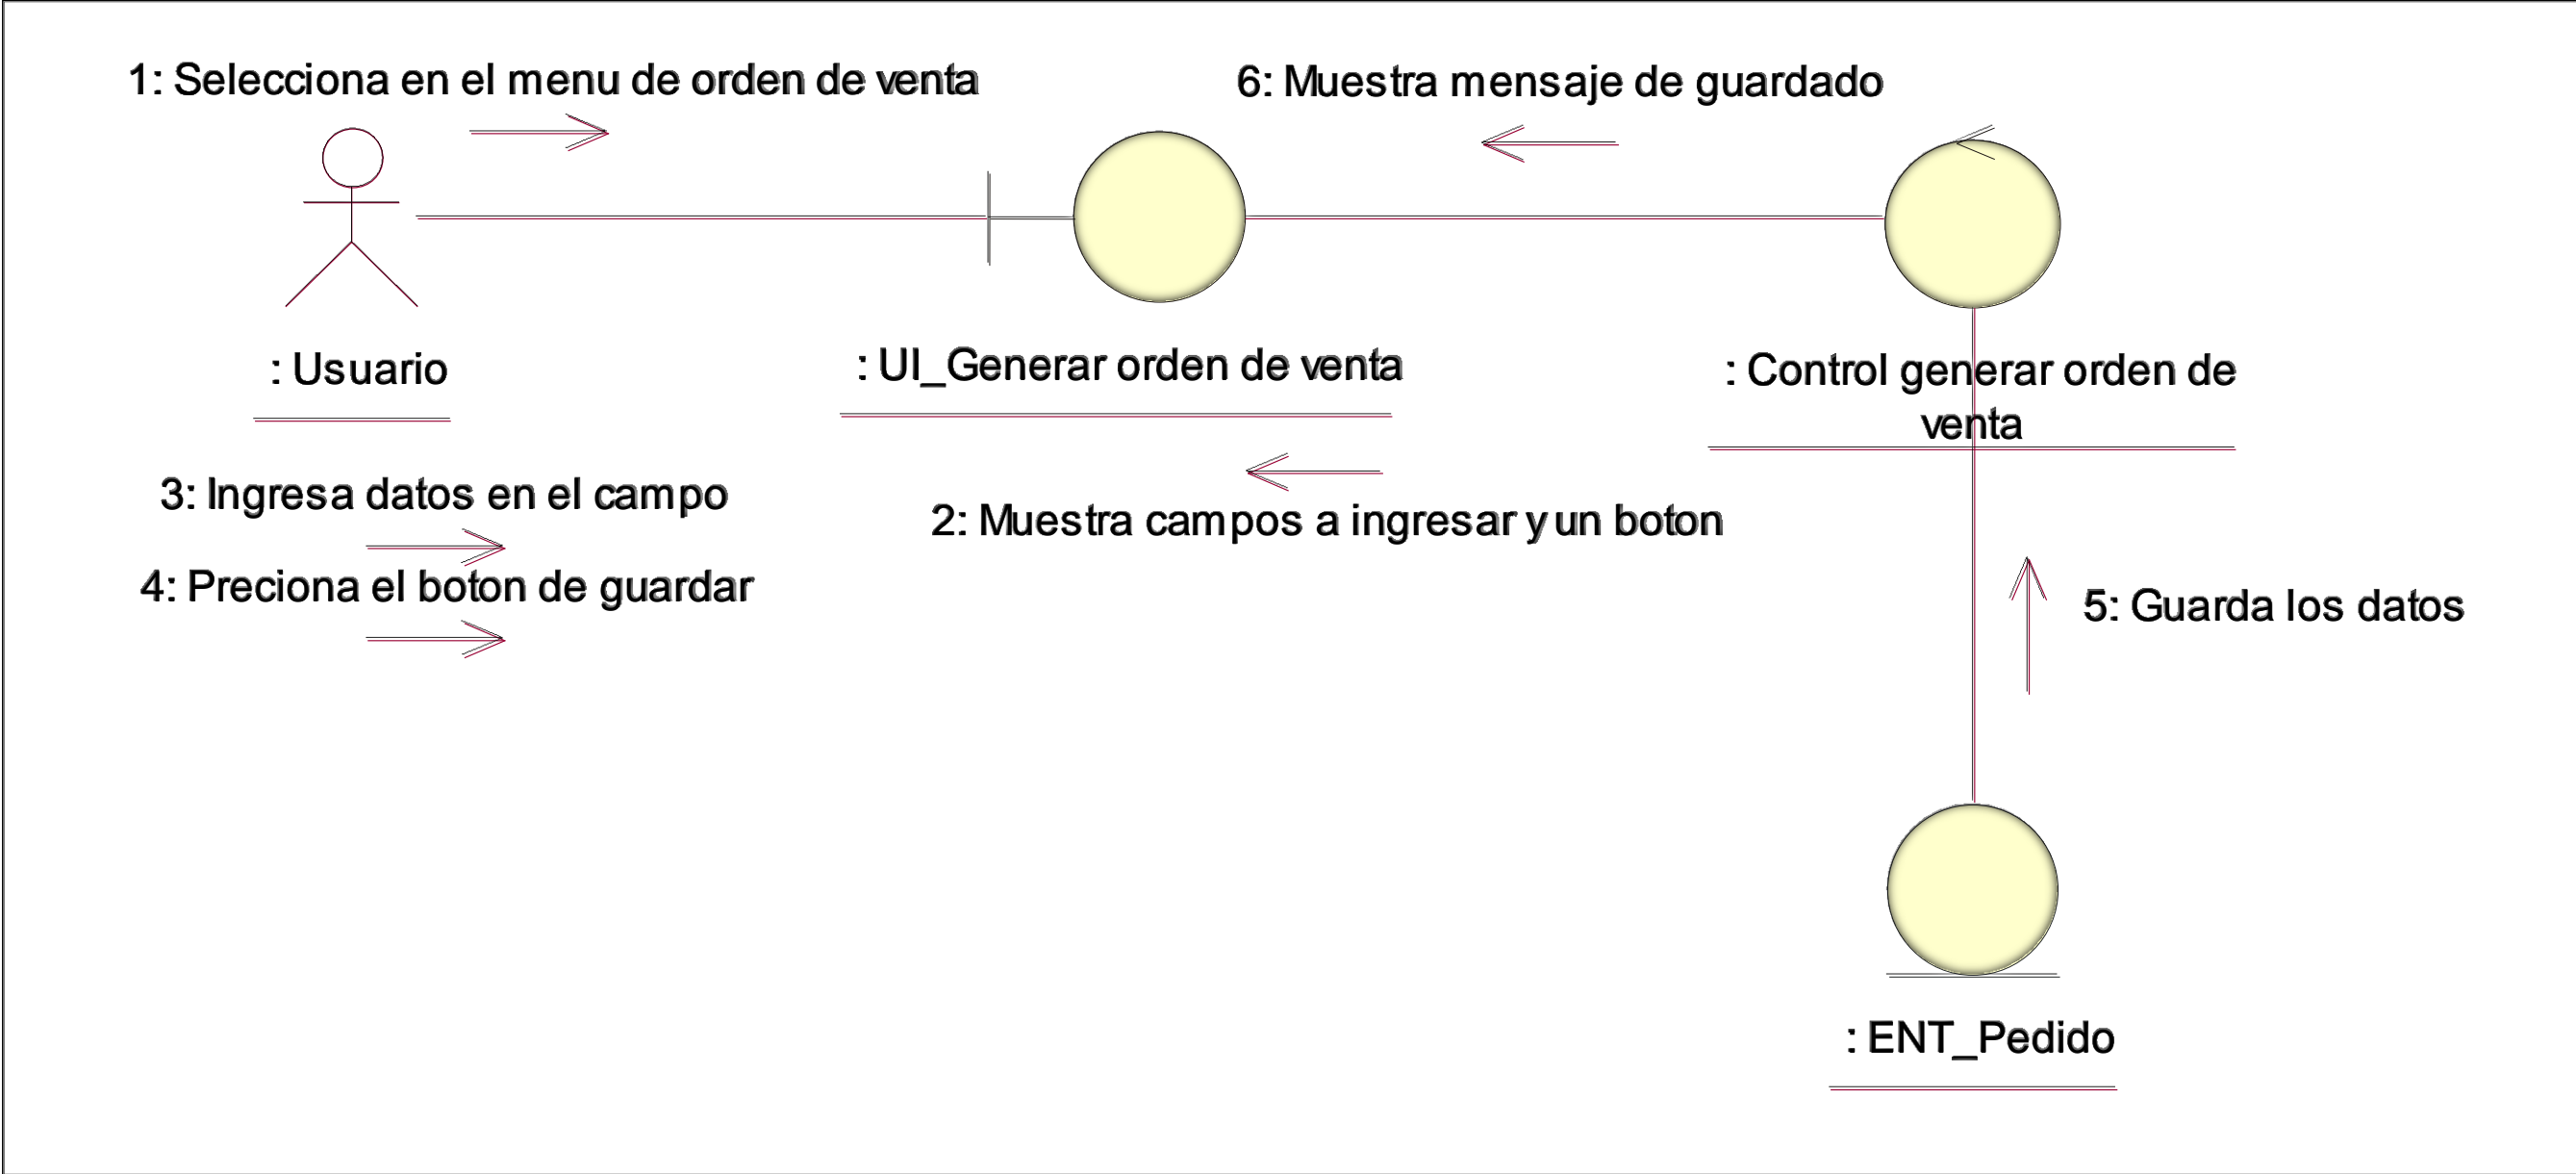 1: Selecciona en el menu de orden de venta
6: Muestra mensaje de guardado
: Usuario
: UI_Generar orden de venta
: Control generar orden de
venta
3: Ingresa datos en el campo
2: Muestra campos a ingresar y un boton
4: Preciona el boton de guardar
5: Guarda los datos
: ENT_Pedido